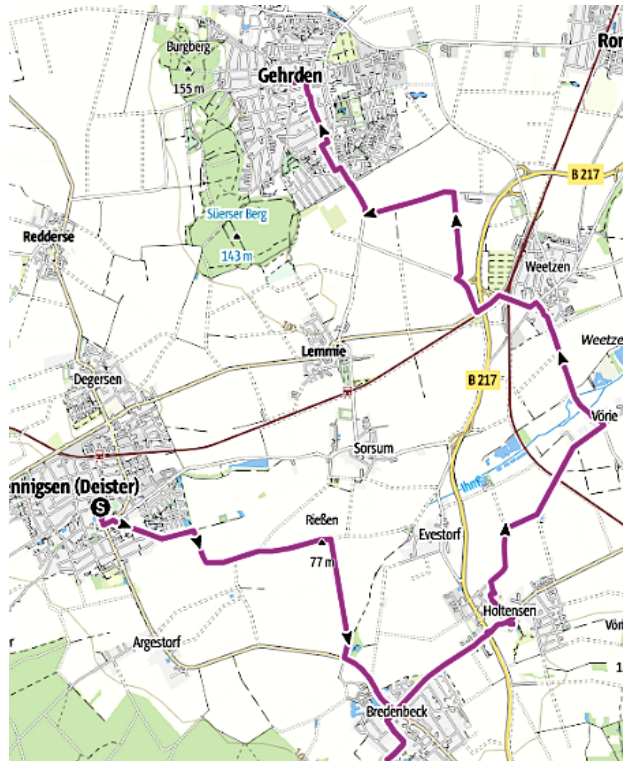 Burgberg
155 m
Gehrden
Ron
B 217
Süerser Berg
143 m
Redderse
Weetzen
Lemmie
Weetze
B 217
Degersen
H
H
Vörie
Sorsum
ennigsen (Deister)
S
Ihme
Rießen
77 m
Evestorf
Holtensen
Argestorf
Vöri
Bredenbeck